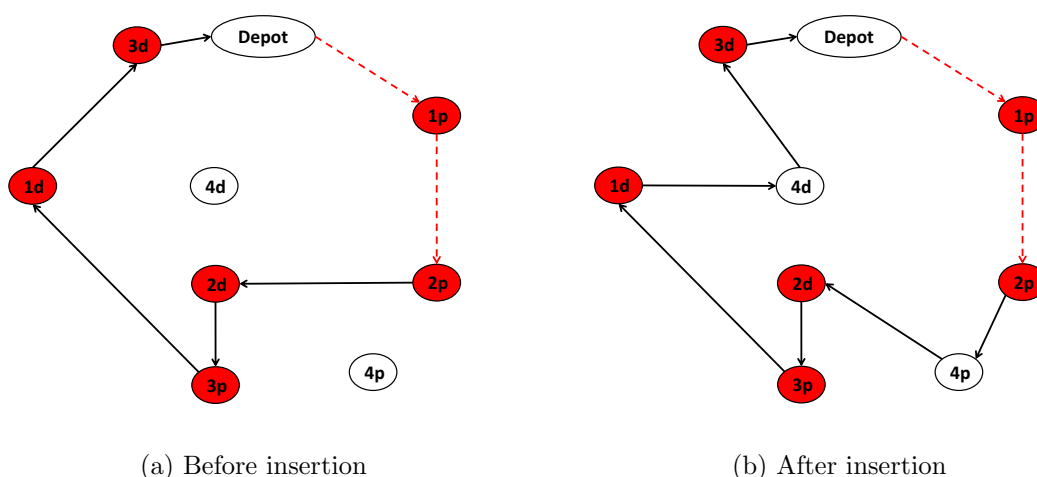 3d
Depot
1p
1d
4d
2d
2p
3p
4p
(a) Before insertion
3d
Depot
1p
1d
4d
2d
2p
3p
4p
(b) After insertion